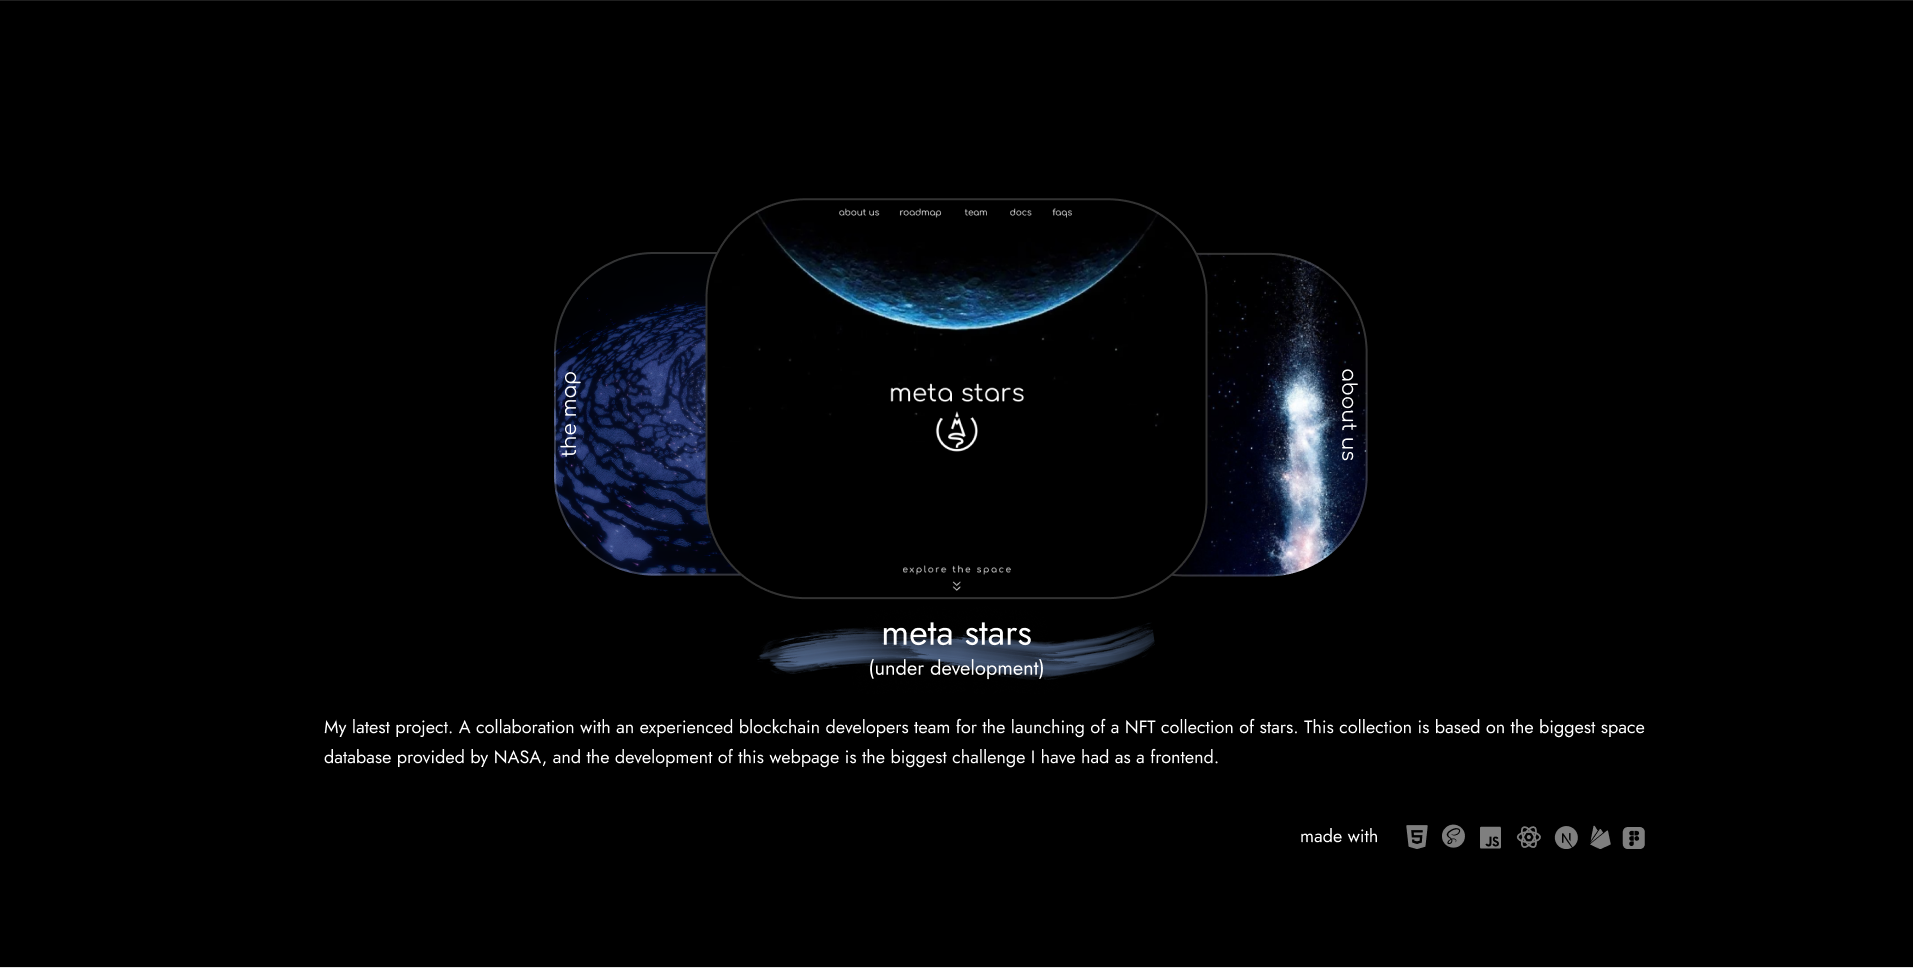 about us roadmap team docs faqs
the map
meta stars
about us
explore the space
meta stars
(under development)
My latest project. A collaboration with an experienced blockchain developers team for the launching of a NFT collection of stars. This collection is based on the biggest space
database provided by NASA, and the development of this webpage is the biggest challenge I have had as a frontend.
made with 5 JS N